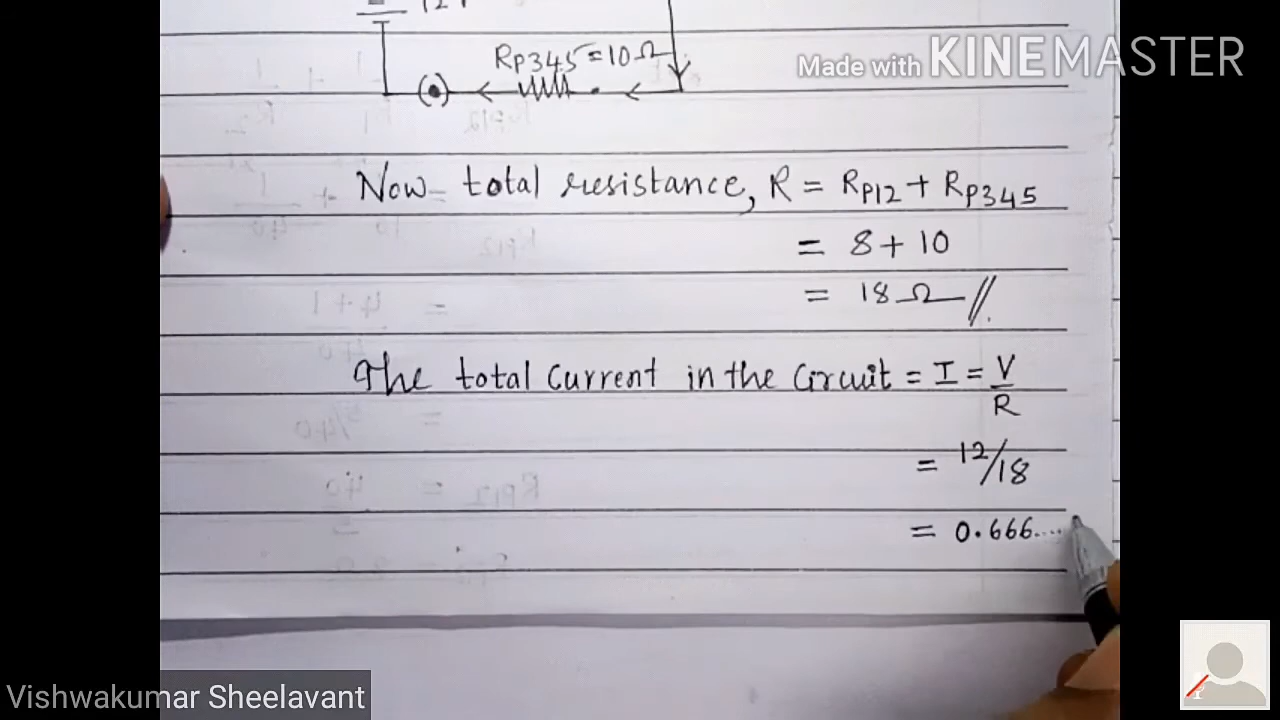 12V
Rp345 = 10Ω
Made with KINEMASTER
Now total resistance, R = Rp12 + Rp345
= 8 + 10
= 18 Ω //.
The total current in the circuit = I = V/R
= 12/18
= 0.666....
Vishwakumar Sheelavant